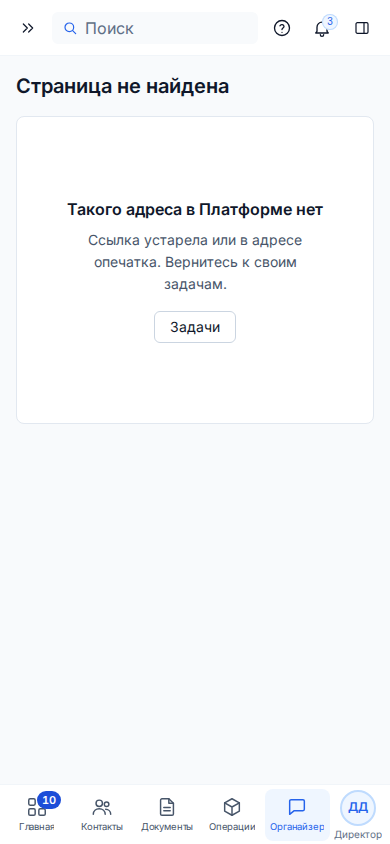 Поиск
3
Страница не найдена
Такого адреса в Платформе нет
Ссылка устарела или в адресе
опечатка. Вернитесь к своим
задачам.
Задачи
10
Главная
Контакты
Документы
Операции
Органайзер
ДД
Директор